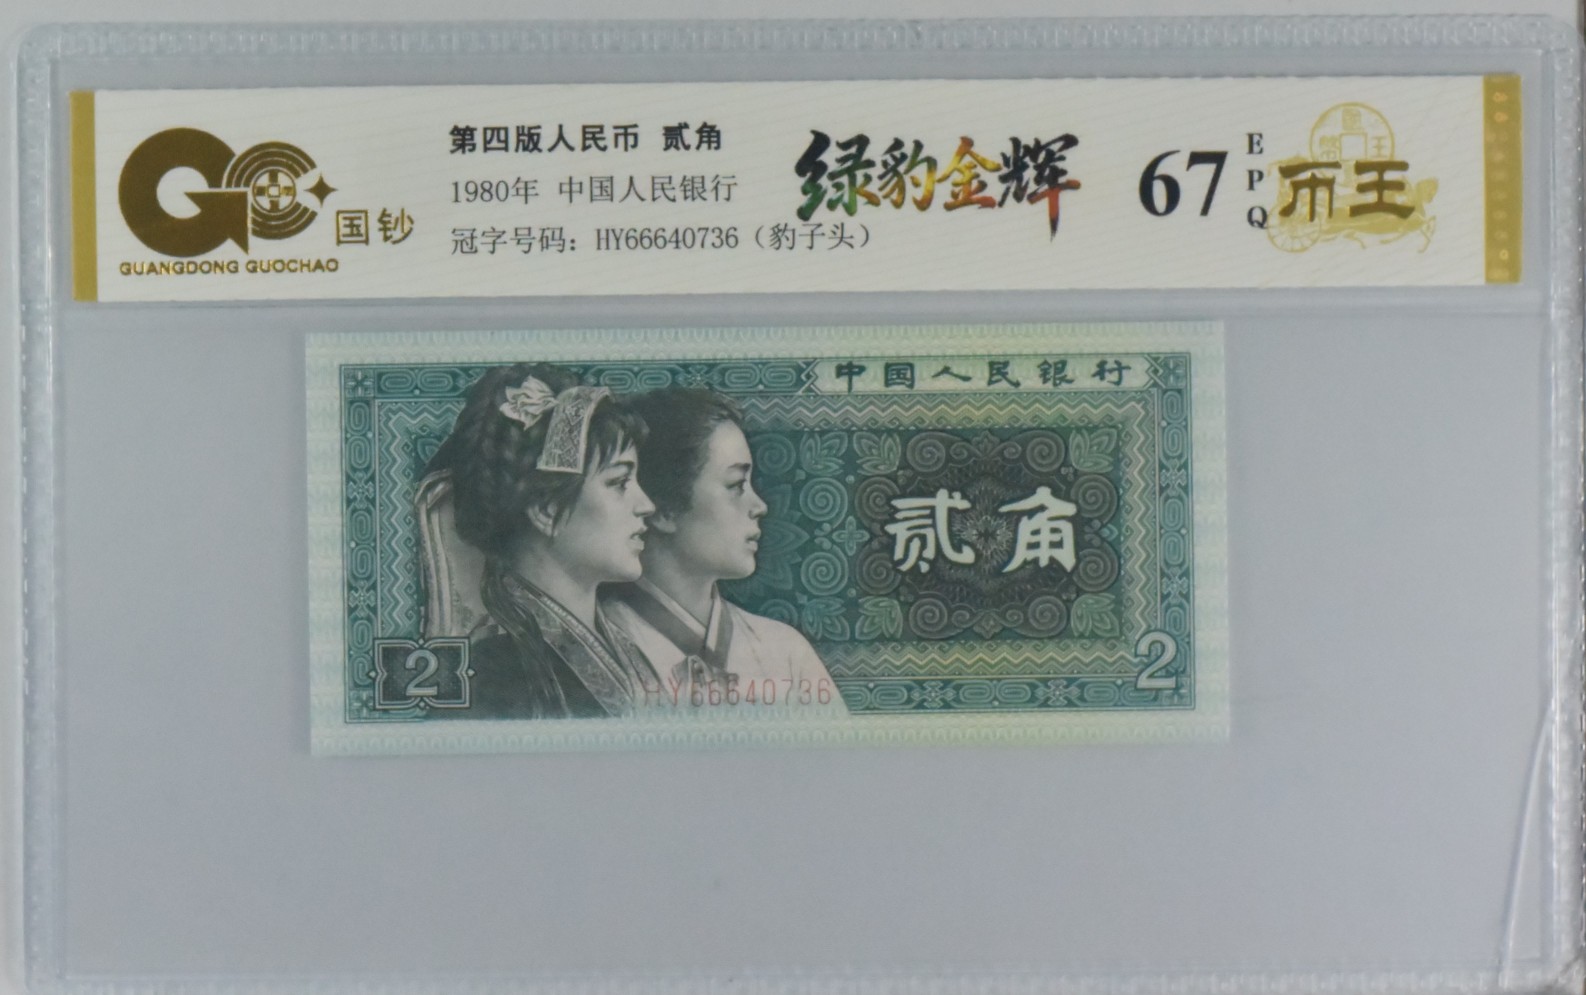 国钞
GUANGDONG GUOCHAO
第四版人民币 贰角
1980年 中国人民银行
冠字号码：HY66640736（豹子头）
绿豹金辉
67
EPQ
币王
中国人民银行
贰角
2
2
HY66640736